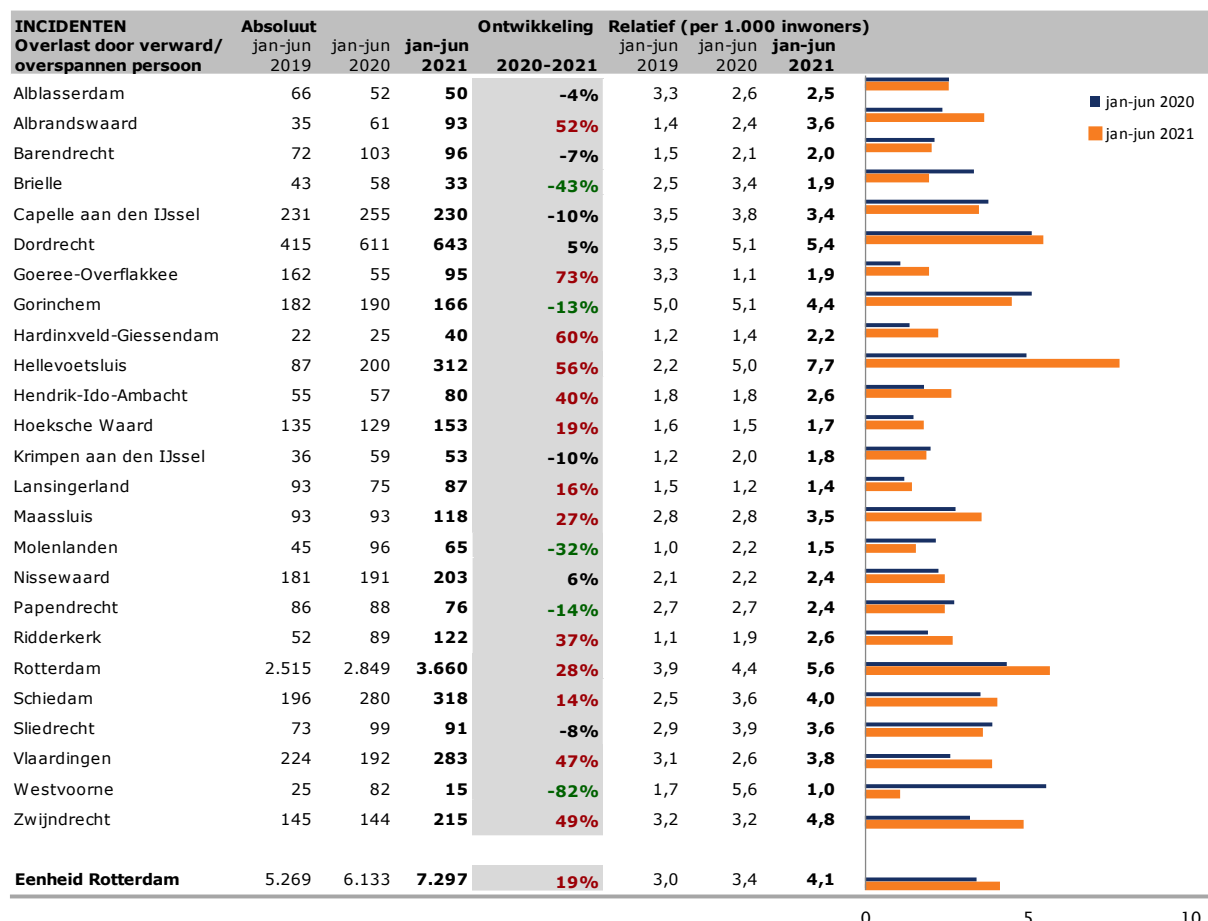 INCIDENTEN Absoluut Ontwikkeling Relatief (per 1.000 inwoners)
Overlast door verward/ jan-jun jan-jun jan-jun jan-jun jan-jun jan-jun
overspannen persoon 2019 2020 2021 2020-2021 2019 2020 2021
Alblasserdam 66 52 50 -4% 3,3 2,6 2,5
jan-jun 2020
Albrandswaard 35 61 93 52% 1,4 2,4 3,6
jan-jun 2021
Barendrecht 72 103 96 -7% 1,5 2,1 2,0
Brielle 43 58 33 -43% 2,5 3,4 1,9
Capelle aan den IJssel 231 255 230 -10% 3,5 3,8 3,4
Dordrecht 415 611 643 5% 3,5 5,1 5,4
Goeree-Overflakkee 162 55 95 73% 3,3 1,1 1,9
Gorinchem 182 190 166 -13% 5,0 5,1 4,4
Hardinxveld-Giessendam 22 25 40 60% 1,2 1,4 2,2
Hellevoetsluis 87 200 312 56% 2,2 5,0 7,7
Hendrik-Ido-Ambacht 55 57 80 40% 1,8 1,8 2,6
Hoeksche Waard 135 129 153 19% 1,6 1,5 1,7
Krimpen aan den IJssel 36 59 53 -10% 1,2 2,0 1,8
Lansingerland 93 75 87 16% 1,5 1,2 1,4
Maassluis 93 93 118 27% 2,8 2,8 3,5
Molenlanden 45 96 65 -32% 1,0 2,2 1,5
Nissewaard 181 191 203 6% 2,1 2,2 2,4
Papendrecht 86 88 76 -14% 2,7 2,7 2,4
Ridderkerk 52 89 122 37% 1,1 1,9 2,6
Rotterdam 2.515 2.849 3.660 28% 3,9 4,4 5,6
Schiedam 196 280 318 14% 2,5 3,6 4,0
Sliedrecht 73 99 91 -8% 2,9 3,9 3,6
Vlaardingen 224 192 283 47% 3,1 2,6 3,8
Westvoorne 25 82 15 -82% 1,7 5,6 1,0
Zwijndrecht 145 144 215 49% 3,2 3,2 4,8
Eenheid Rotterdam 5.269 6.133 7.297 19% 3,0 3,4 4,1
0 5 10